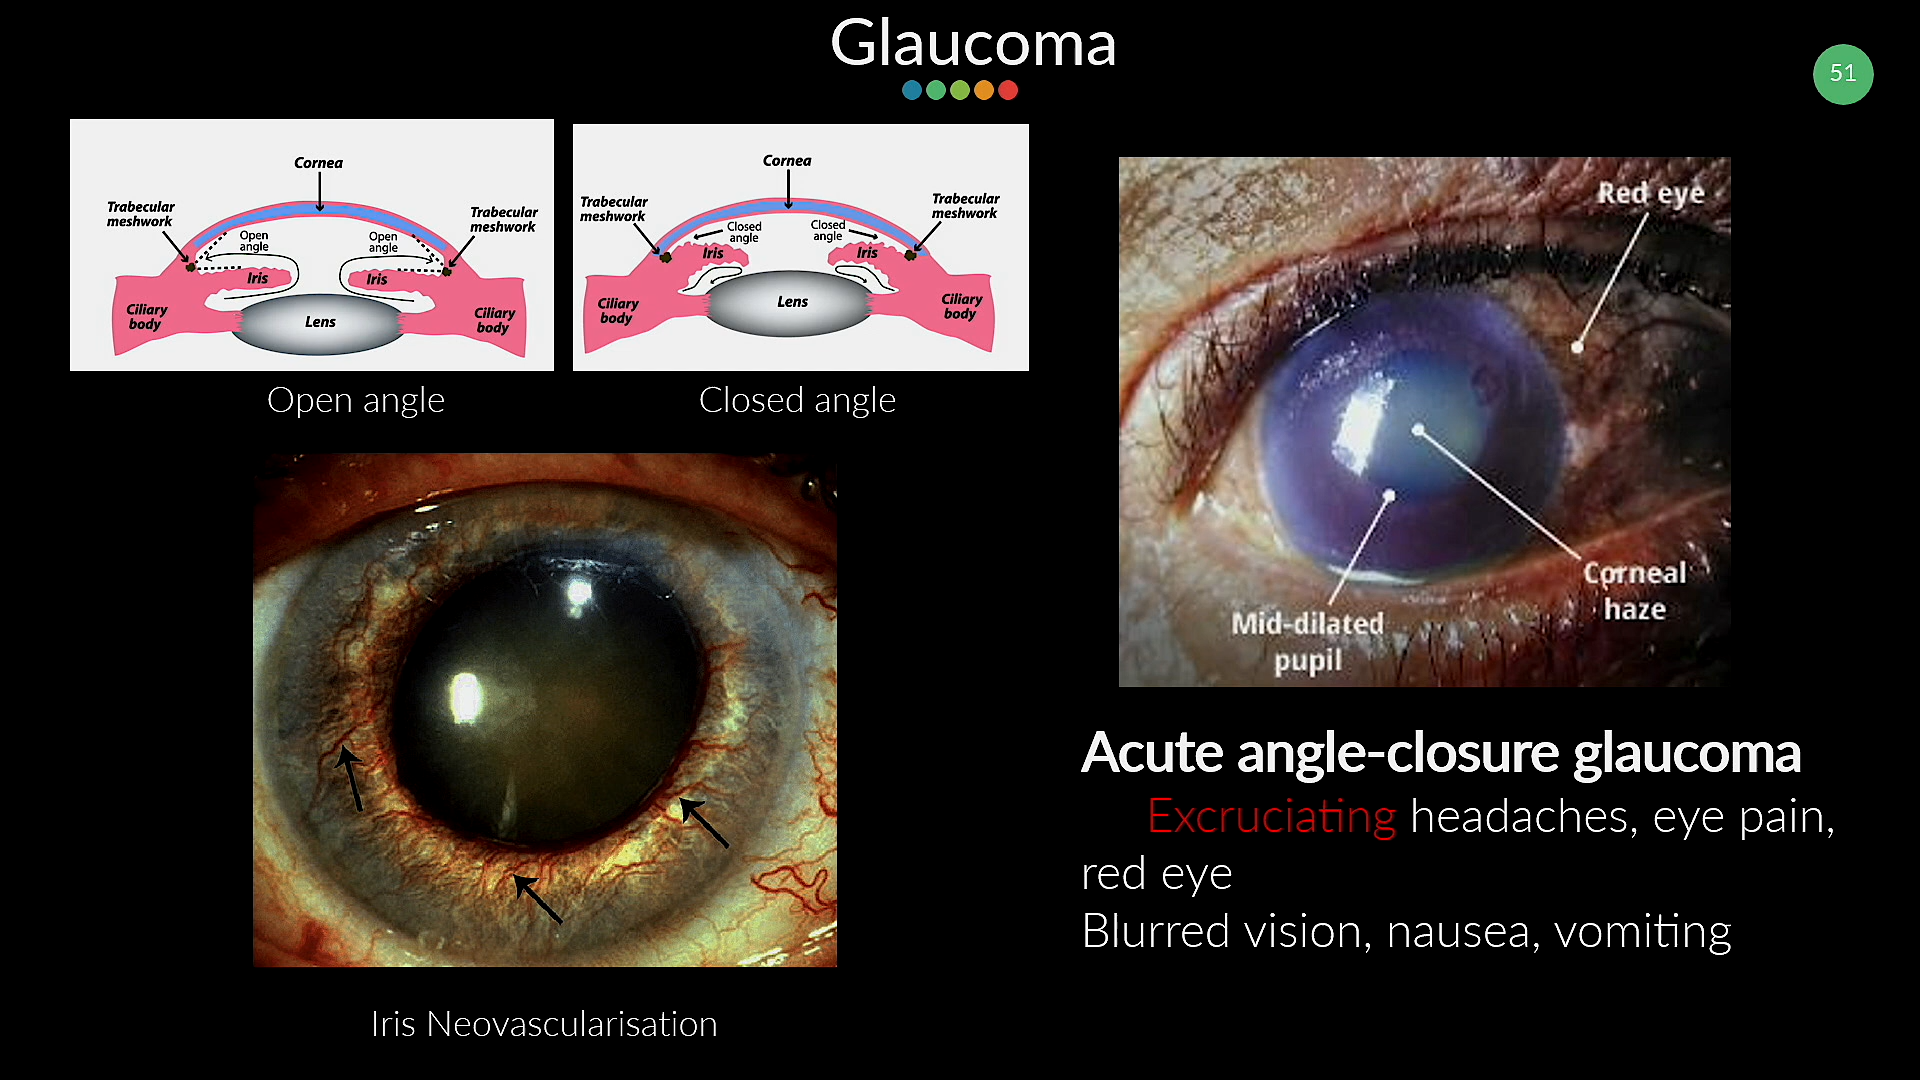 Glaucoma
51
Cornea
Trabecular
meshwork
Trabecular
meshwork
Open
angle
Open
angle
Iris
Iris
Ciliary
body
Ciliary
body
Lens
Open angle
Cornea
Trabecular
meshwork
Trabecular
meshwork
Closed
angle
Closed
angle
Iris
Iris
Ciliary
body
Ciliary
body
Lens
Closed angle
Iris Neovascularisation
Red eye
Corneal
haze
Mid-dilated
pupil
Acute angle-closure glaucoma
Excruciating headaches, eye pain,
red eye
Blurred vision, nausea, vomiting